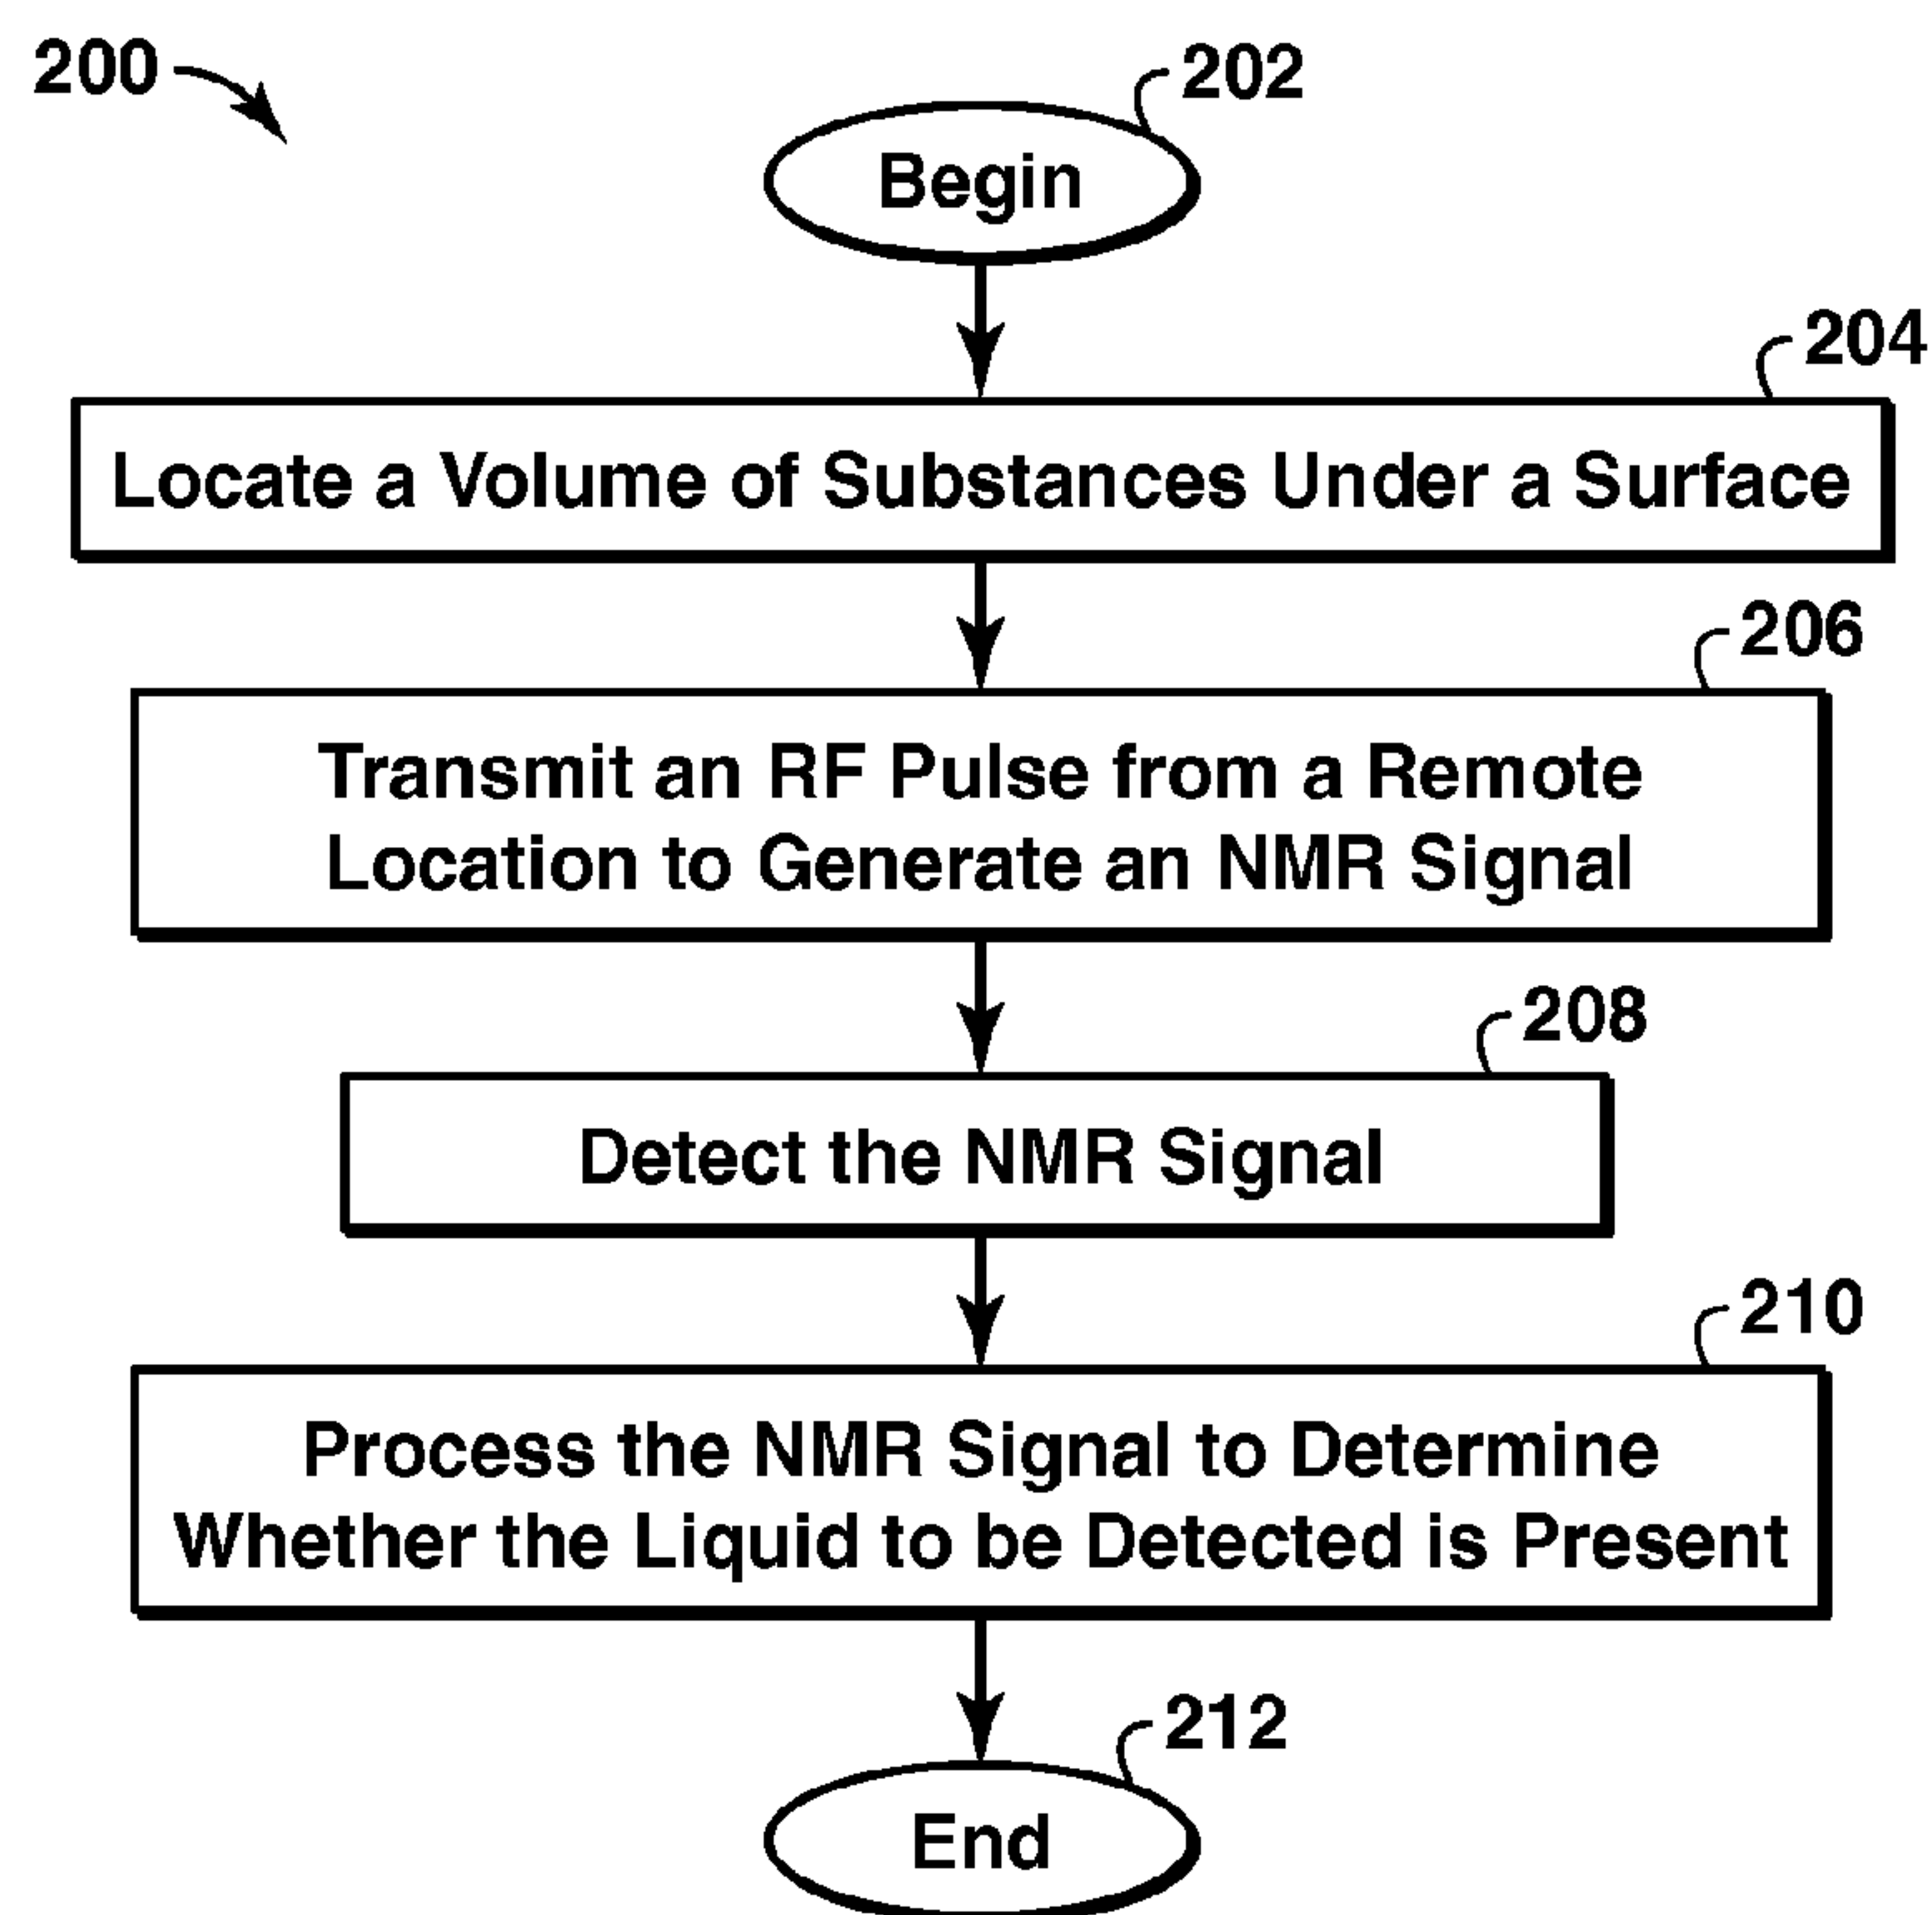 200
202
Begin
204
Locate a Volume of Substances Under a Surface
206
Transmit an RF Pulse from a Remote
Location to Generate an NMR Signal
208
Detect the NMR Signal
210
Process the NMR Signal to Determine
Whether the Liquid to be Detected is Present
212
End